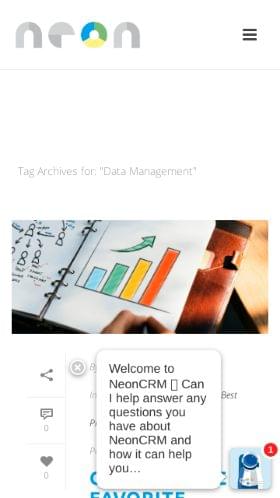 neon
Tag Archives for: "Data Management"
By
In
Best
Welcome to
NeonCRM ▯ Can
I help answer any
questions you
have about
NeonCRM and
how it can help
you...
0
0
1
FAVORITE